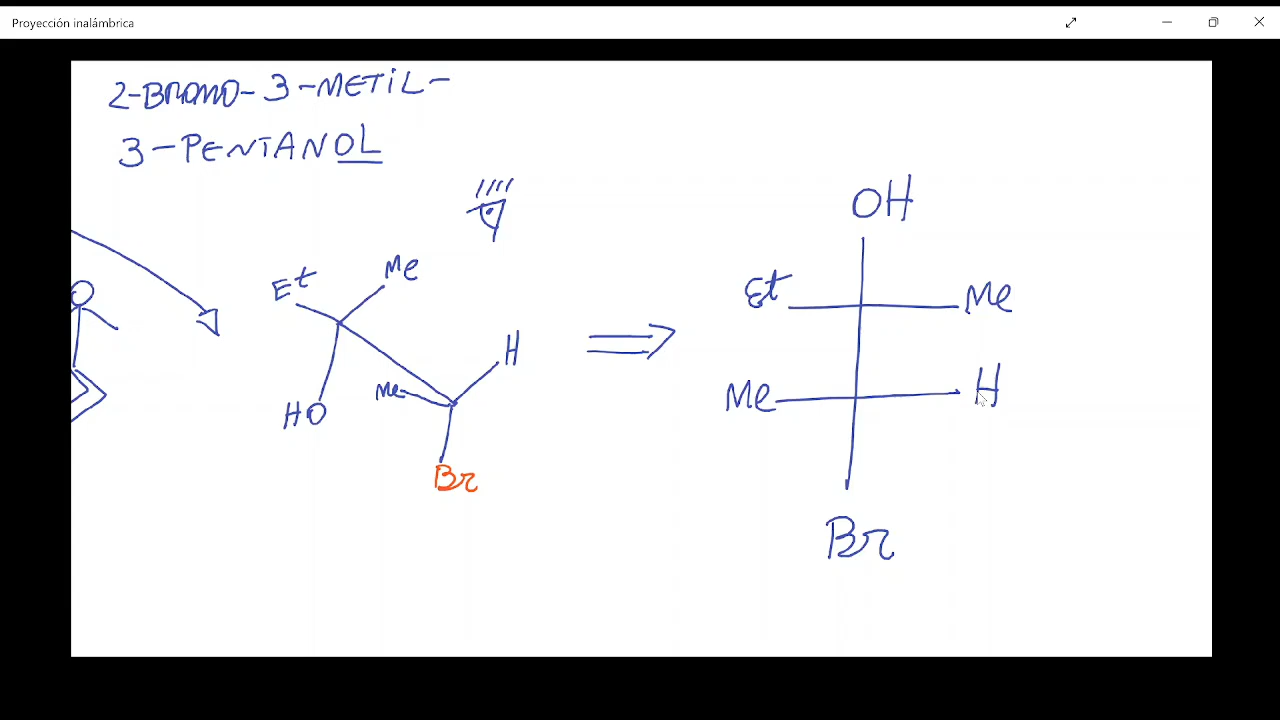 Proyección inalámbrica
2-BROMO-3-METiL-
3-PENTANOL
OH
Et Me
Et Me
H
Me
HO
Me H
Br
Br